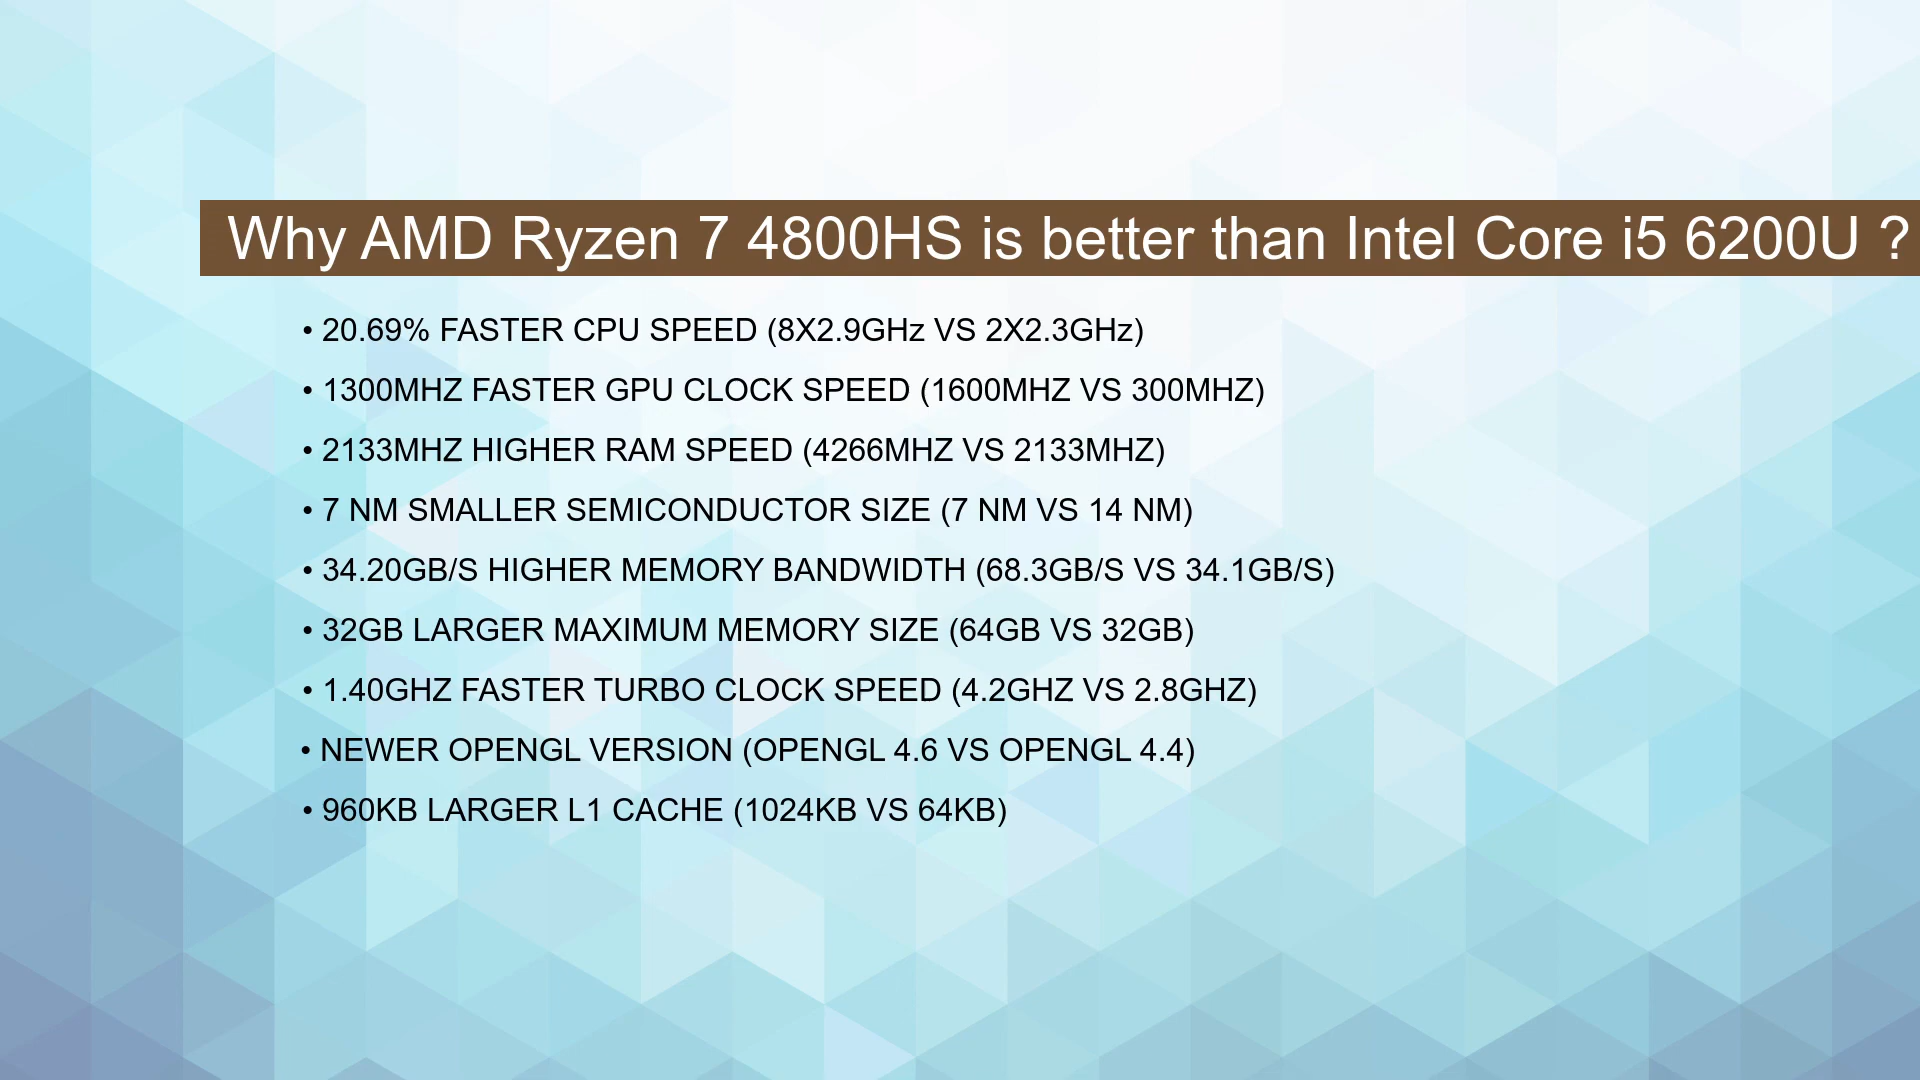 Why AMD Ryzen 7 4800HS is better than Intel Core i5 6200U ?
• 20.69% FASTER CPU SPEED (8X2.9GHz VS 2X2.3GHz)
• 1300MHZ FASTER GPU CLOCK SPEED (1600MHZ VS 300MHZ)
• 2133MHZ HIGHER RAM SPEED (4266MHZ VS 2133MHZ)
• 7 NM SMALLER SEMICONDUCTOR SIZE (7 NM VS 14 NM)
• 34.20GB/S HIGHER MEMORY BANDWIDTH (68.3GB/S VS 34.1GB/S)
• 32GB LARGER MAXIMUM MEMORY SIZE (64GB VS 32GB)
• 1.40GHZ FASTER TURBO CLOCK SPEED (4.2GHZ VS 2.8GHZ)
• NEWER OPENGL VERSION (OPENGL 4.6 VS OPENGL 4.4)
• 960KB LARGER L1 CACHE (1024KB VS 64KB)